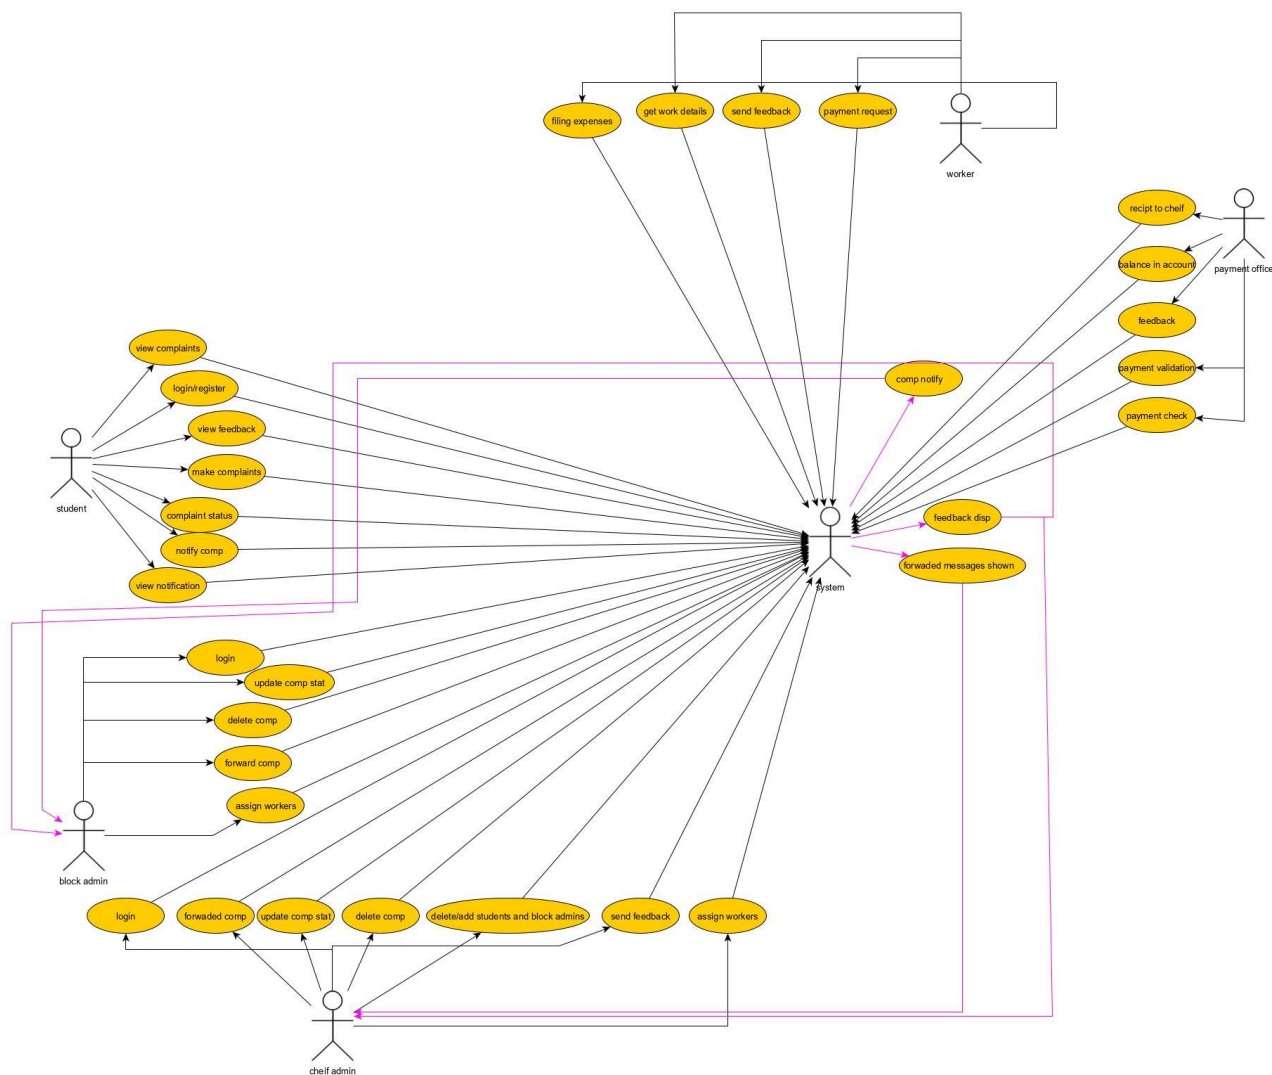 filing expenses
get work details
send feedback
payment request
worker
recipt to cheif
balance in account
payment office
feedback
payment validation
payment check
view complaints
login/register
view feedback
make complaints
complaint status
notify comp
view notification
student
comp notify
feedback disp
forwaded messages shown
system
login
update comp stat
delete comp
forward comp
assign workers
block admin
login
forwaded comp
update comp stat
delete comp
delete/add students and block admins
send feedback
assign workers
cheif admin